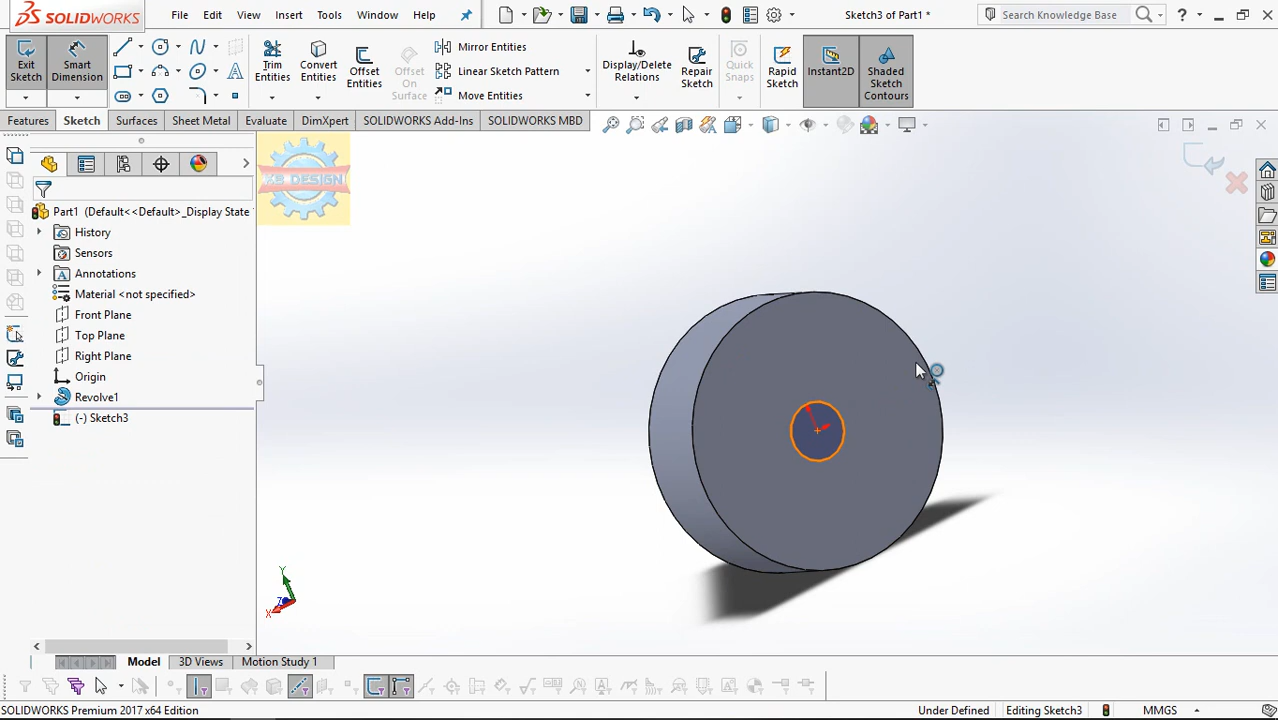 SOLIDWORKS
File Edit View Insert Tools Window Help
Sketch3 of Part1 *
Search Knowledge Base
?
Exit Sketch
Smart Dimension
Trim Entities
Convert Entities
Offset Entities
Offset On Surface
Mirror Entities
Linear Sketch Pattern
Move Entities
Display/Delete Relations
Repair Sketch
Quick Snaps
Rapid Sketch
Instant2D
Shaded Sketch Contours
Features Sketch Surfaces Sheet Metal Evaluate DimXpert SOLIDWORKS Add-Ins SOLIDWORKS MBD
Part1 (Default<<Default>_Display State
History
Sensors
Annotations
Material <not specified>
Front Plane
Top Plane
Right Plane
Origin
Revolve1
(-) Sketch3
KB DESIGN
Y
Z
X
Model 3D Views Motion Study 1
SOLIDWORKS Premium 2017 x64 Edition
Under Defined Editing Sketch3 MMGS